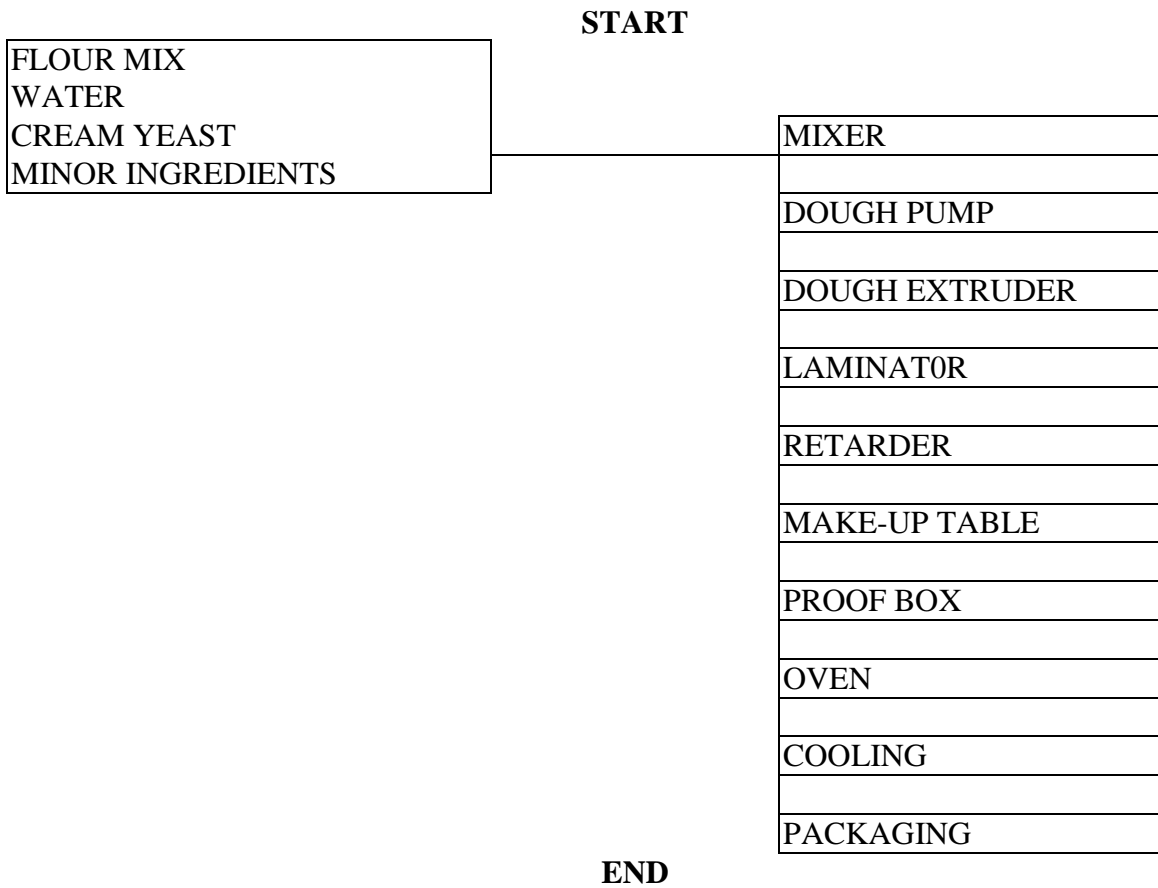 START
FLOUR MIX
WATER
CREAM YEAST
MINOR INGREDIENTS
MIXER
DOUGH PUMP
DOUGH EXTRUDER
LAMINAT0R
RETARDER
MAKE-UP TABLE
PROOF BOX
OVEN
COOLING
PACKAGING
END